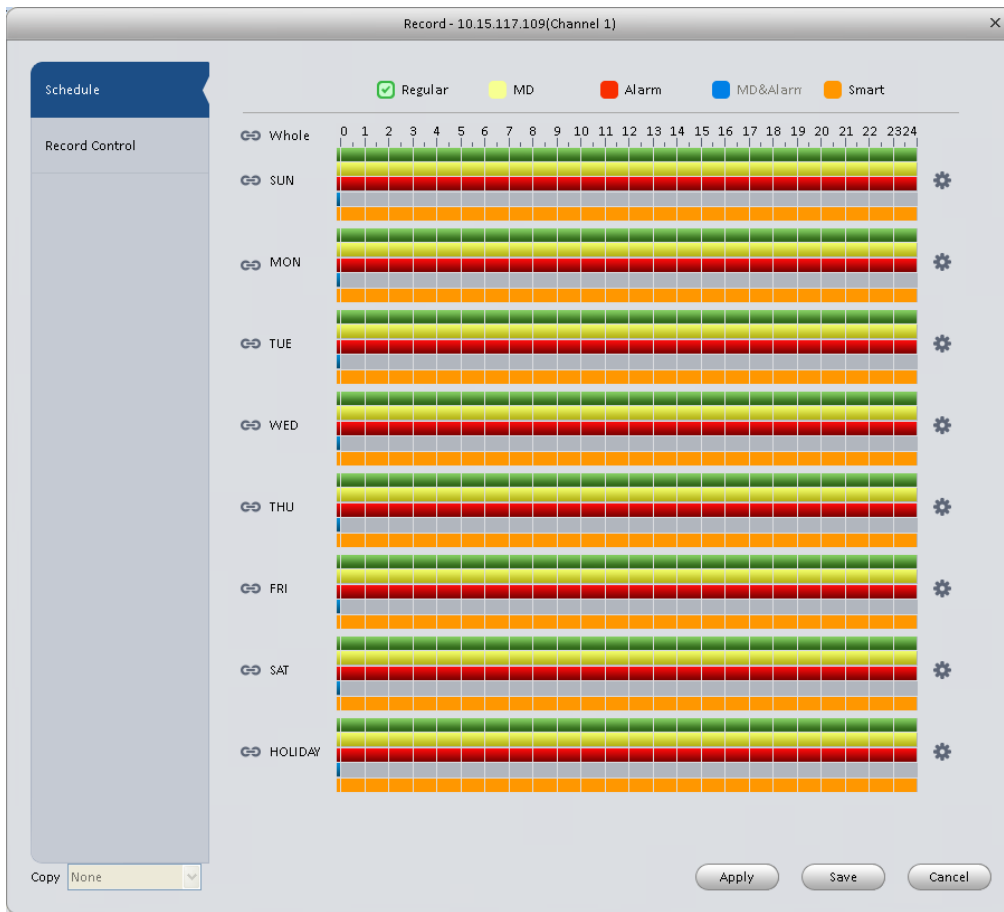 Record - 10.15.117.109(Channel 1)
Schedule
Record Control
Regular MD Alarm MD&Alarm Smart
Whole 0 1 2 3 4 5 6 7 8 9 10 11 12 13 14 15 16 17 18 19 20 21 22 2324
SUN
MON
TUE
WED
THU
FRI
SAT
HOLIDAY
Copy None
Apply Save Cancel